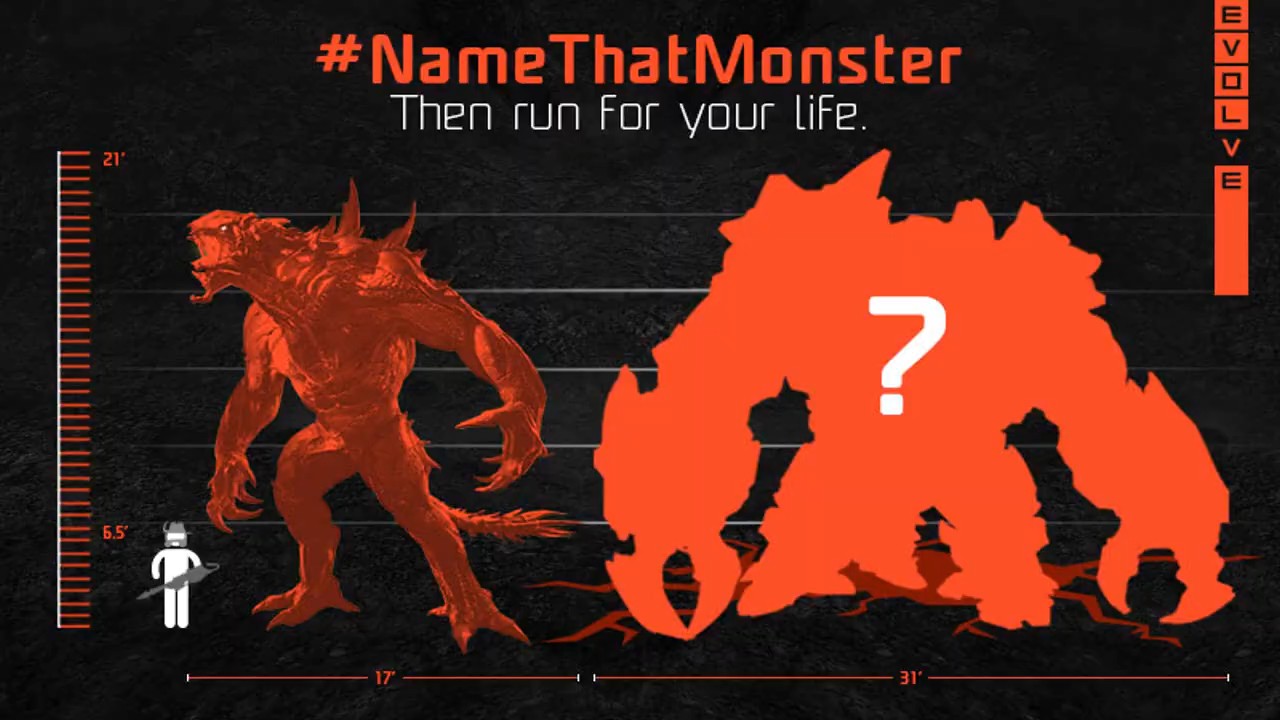 #NameThatMonster
Then run for your life.
EVOLVE
21'
6.5'
?
17'
31'